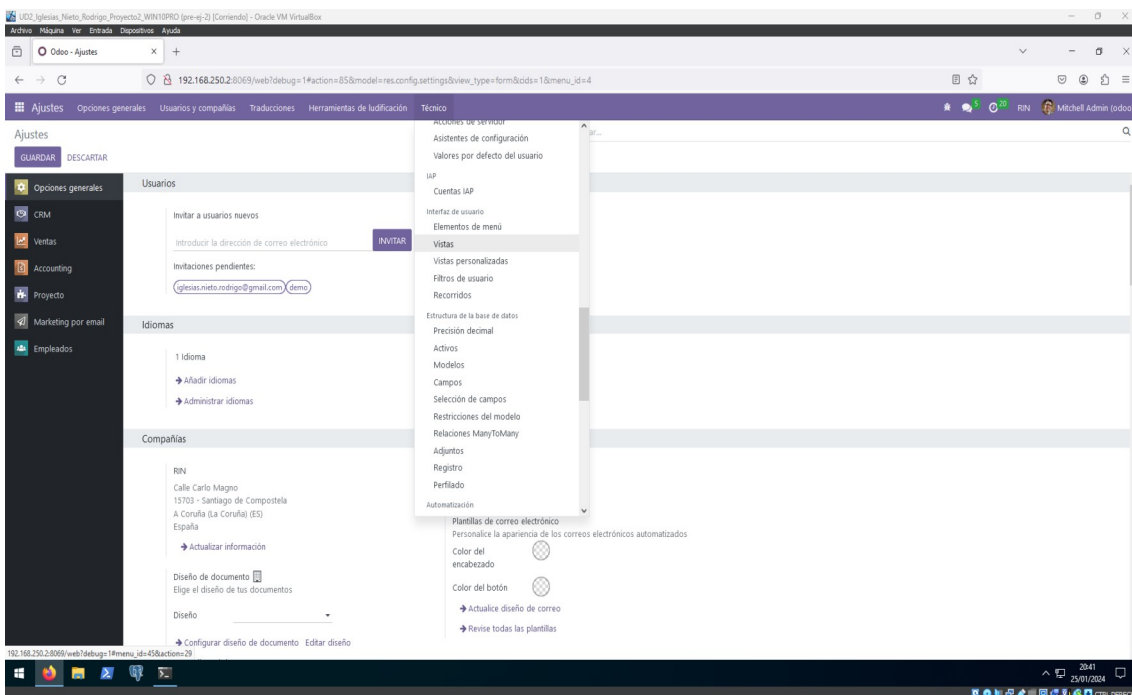 UD2_Iglesias_Nieto_Rodrigo_Proyecto2_WIN10PRO (pre-ej-2) [Corriendo] - Oracle VM VirtualBox
Archivo Máquina Ver Entrada Dispositivos Ayuda
Odoo - Ajustes
192.168.250.2:8069/web?debug=1#action=85&model=res.config.settings&view_type=form&cids=1&menu_id=4
Ajustes Opciones generales Usuarios y compañías Traducciones Herramientas de ludificación Técnico 5 20 RIN Mitchell Admin (odoo
Ajustes
GUARDAR DESCARTAR
Opciones generales
CRM
Ventas
Accounting
Proyecto
Marketing por email
Empleados
Usuarios
Invitar a usuarios nuevos
Introducir la dirección de correo electrónico INVITAR
Invitaciones pendientes:
iglesias.nieto.rodrigo@gmail.com demo
Idiomas
1 Idioma
Añadir idiomas
Administrar idiomas
Compañías
RIN
Calle Carlo Magno
15703 - Santiago de Compostela
A Coruña (La Coruña) (ES)
España
Actualizar información
Diseño de documento
Elige el diseño de tus documentos
Diseño
Configurar diseño de documento Editar diseño
Acciones de servidor
Asistentes de configuración
Valores por defecto del usuario
IAP
Cuentas IAP
Interfaz de usuario
Elementos de menú
Vistas
Vistas personalizadas
Filtros de usuario
Recorridos
Estructura de la base de datos
Precisión decimal
Activos
Modelos
Campos
Selección de campos
Restricciones del modelo
Relaciones ManyToMany
Adjuntos
Registro
Perfilado
Automatización
Plantillas de correo electrónico
Personalice la apariencia de los correos electrónicos automatizados
Color del
encabezado
Color del botón
Actualice diseño de correo
Revise todas las plantillas
192.168.250.2:8069/web?debug=1#menu_id=45&action=29
20:41
25/01/2024
CTRL DERECHO